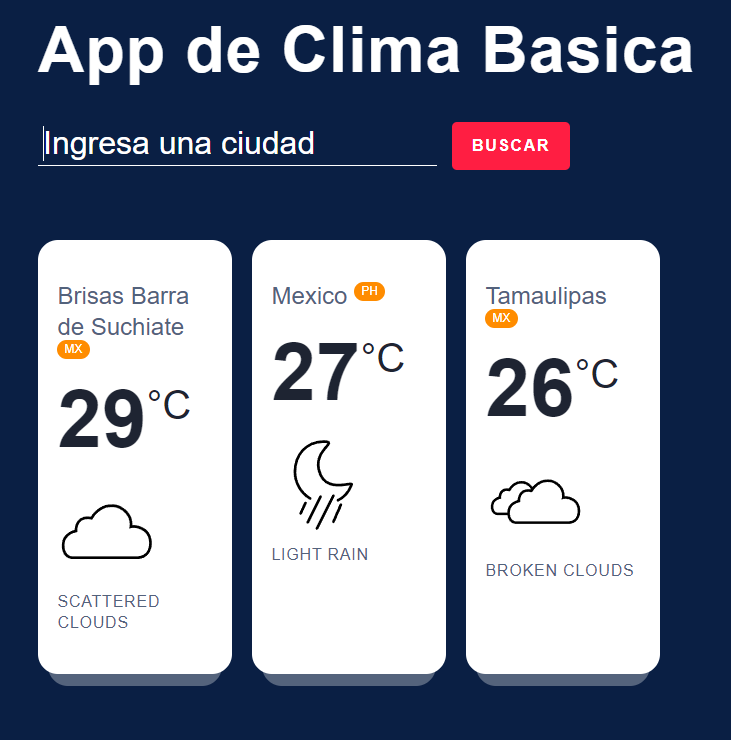 App de Clima Basica
Ingresa una ciudad
BUSCAR
Brisas Barra
de Suchiate
MX
29°C
SCATTERED
CLOUDS
Mexico PH
27°C
LIGHT RAIN
Tamaulipas
MX
26°C
BROKEN CLOUDS